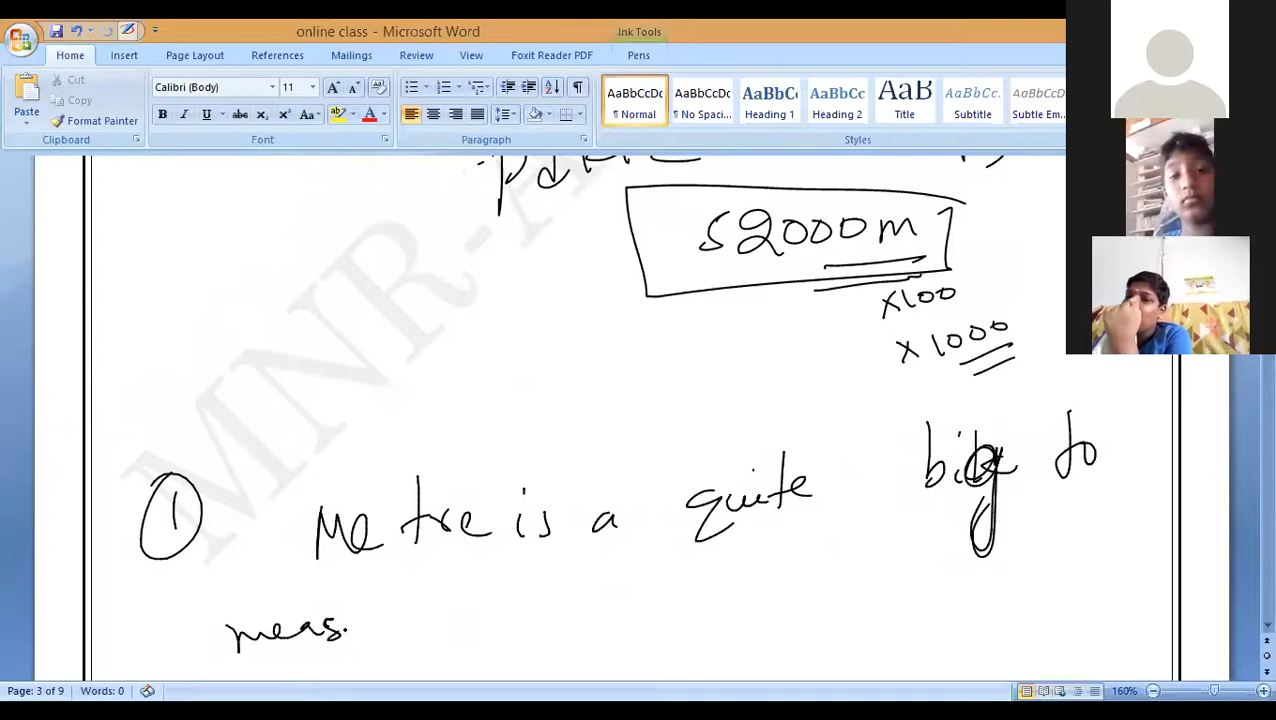 online class - Microsoft Word
Ink Tools
Home Insert Page Layout References Mailings Review View Foxit Reader PDF Pens
Paste
Cut
Copy
Format Painter
Clipboard
Calibri (Body) 11
Font
Paragraph
AaBbCcDc AaBbCcDc AaBbCc AaBbCc AaB AaBbCc. AaBbCcDc
¶ Normal ¶ No Spaci... Heading 1 Heading 2 Title Subtitle Subtle Em...
Styles
MNR-
52000m
x100
x1000
① Metre is a quite big to
meas.
Page: 3 of 9 Words: 0 160%